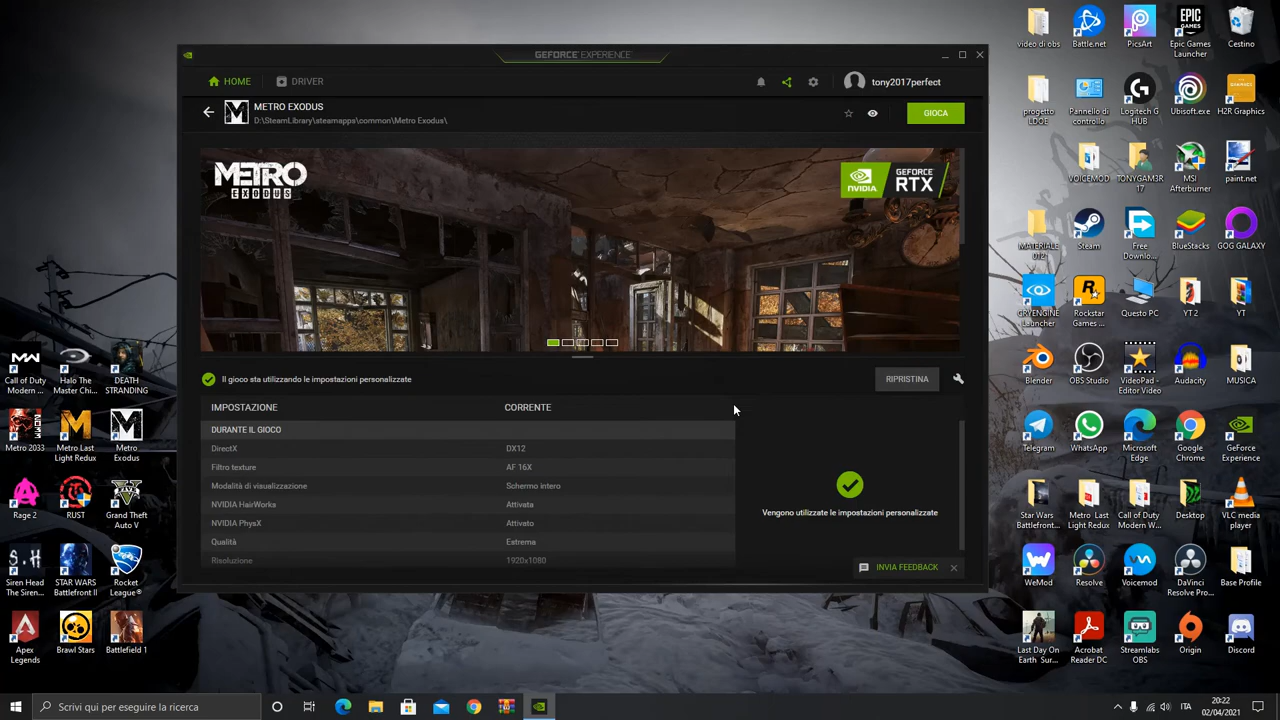 GEFORCE EXPERIENCE
HOME
DRIVER
tony2017perfect
METRO EXODUS
D:\SteamLibrary\steamapps\common\Metro Exodus\
GIOCA
METRO
EXODUS
NVIDIA
GEFORCE
RTX
Il gioco sta utilizzando le impostazioni personalizzate
RIPRISTINA
IMPOSTAZIONE CORRENTE
DURANTE IL GIOCO
DirectX DX12
Filtro texture AF 16X
Modalità di visualizzazione Schermo intero
NVIDIA HairWorks Attivata
NVIDIA PhysX Attivato
Qualità Estrema
Risoluzione 1920x1080
Vengono utilizzate le impostazioni personalizzate
INVIA FEEDBACK
Call of Duty
Modern ...
Halo The
Master Chi...
DEATH
STRANDING
Metro 2033
Metro Last
Light Redux
Metro
Exodus
Rage 2
RUST
Grand Theft
Auto V
Siren Head
The Siren...
STAR WARS
Battlefront II
Rocket
League®
Apex
Legends
Brawl Stars
Battlefield 1
video di obs
Battle.net
PicsArt
Epic Games
Launcher
Cestino
progetto
LDOE
Pannello di
controllo
Logitech G
HUB
Ubisoft.exe
H2R Graphics
VOICEMOD
TONYGAM3R
17
MSI
Afterburner
paint.net
MATERIALE
012
Steam
Free
Downlo...
BlueStacks
GOG GALAXY
CRYENGINE
Launcher
Rockstar
Games ...
Questo PC
YT 2
YT
Blender
OBS Studio
VideoPad -
Editor Video
Audacity
MUSICA
Telegram
WhatsApp
Microsoft
Edge
Google
Chrome
GeForce
Experience
Star Wars
Battlefront...
Metro Last
Light Redux
Call of Duty
Modern W...
Desktop
VLC media
player
WeMod
Resolve
Voicemod
DaVinci
Resolve Pro...
Base Profile
Last Day On
Earth Sur...
Acrobat
Reader DC
Streamlabs
OBS
Origin
Discord
Scrivi qui per eseguire la ricerca
ITA
20:22
02/04/2021